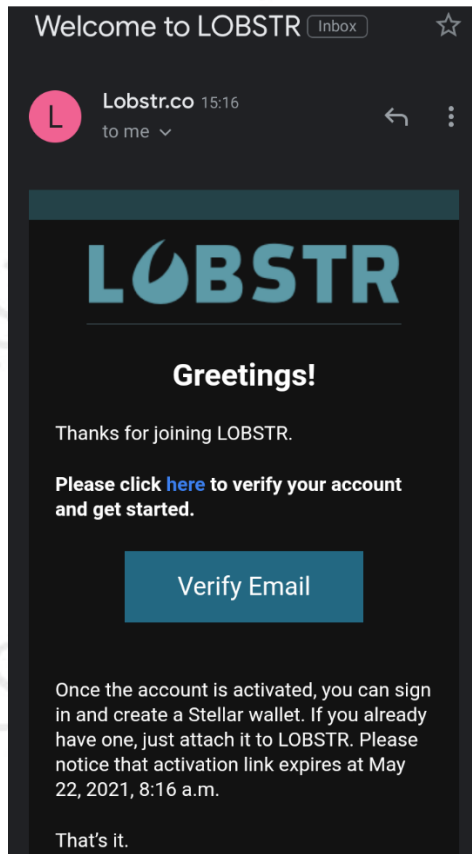 Welcome to LOBSTR Inbox
L
Lobstr.co 15:16
to me
LOBSTR
Greetings!
Thanks for joining LOBSTR.
Please click here to verify your account
and get started.
Verify Email
Once the account is activated, you can sign
in and create a Stellar wallet. If you already
have one, just attach it to LOBSTR. Please
notice that activation link expires at May
22, 2021, 8:16 a.m.
That's it.